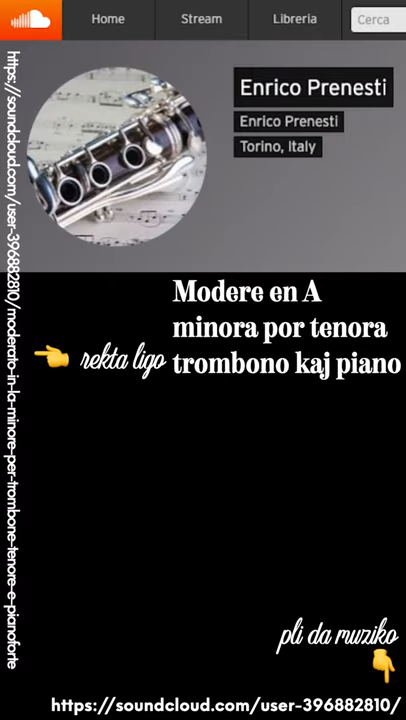 Home
Stream
Libreria
Cerca
Enrico Prenesti
Enrico Prenesti
Torino, Italy
https://soundcloud.com/user-396882810/moderato-in-la-minore-per-trombone-tenore-e-pianoforte
Modere en A
minora por tenora
trombono kaj piano
rekta ligo
pli da muziko
https://soundcloud.com/user-396882810/